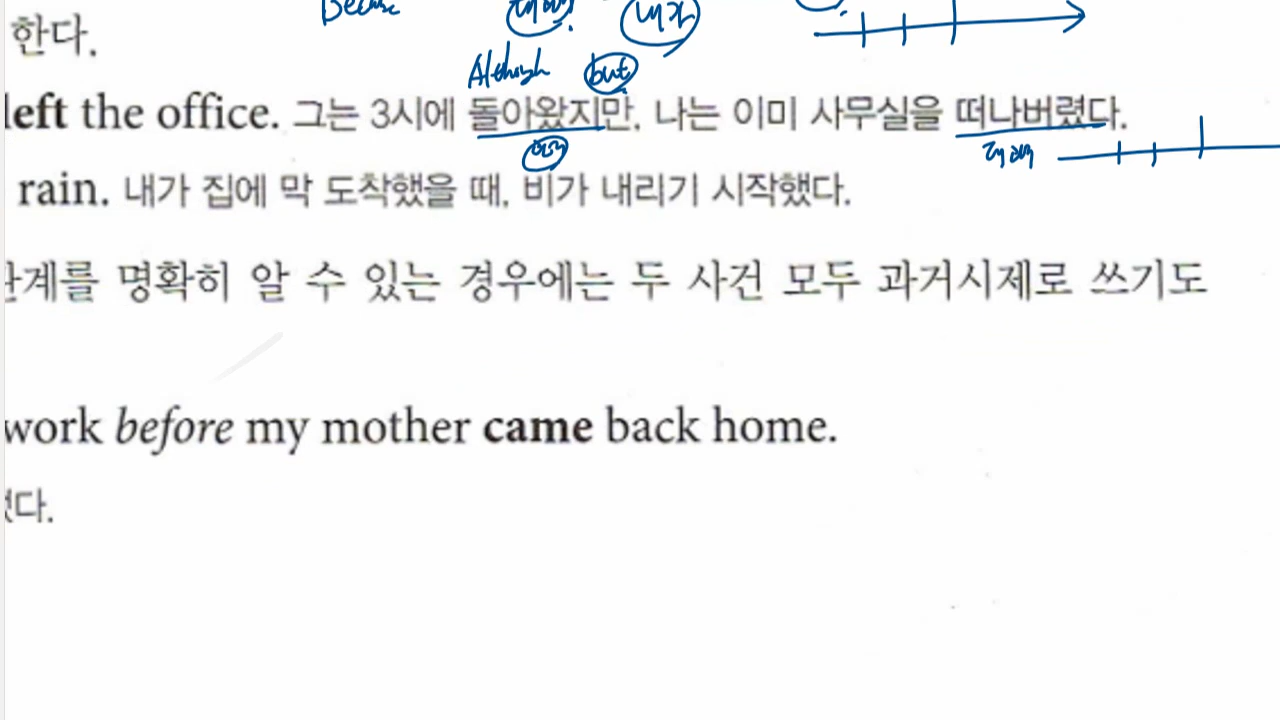 Because
한다.
Although but
left the office. 그는 3시에 돌아왔지만, 나는 이미 사무실을 떠나버렸다.
rain. 내가 집에 막 도착했을 때, 비가 내리기 시작했다.
관계를 명확히 알 수 있는 경우에는 두 사건 모두 과거시제로 쓰기도
work before my mother came back home.
다.